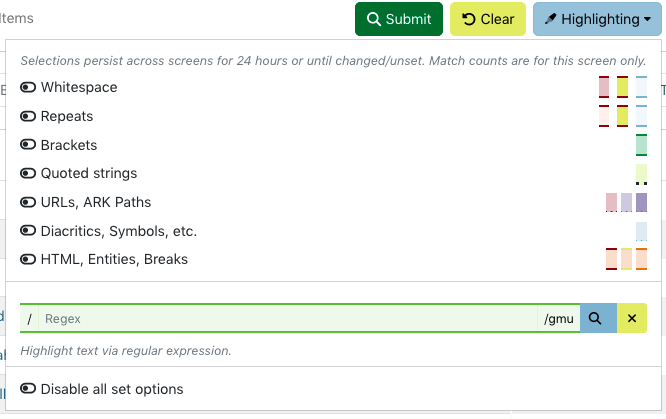 Items
Submit
Clear
Highlighting
Selections persist across screens for 24 hours or until changed/unset. Match counts are for this screen only.
Whitespace
Repeats
Brackets
Quoted strings
URLs, ARK Paths
Diacritics, Symbols, etc.
HTML, Entities, Breaks
/ Regex /gmu
Highlight text via regular expression.
Disable all set options